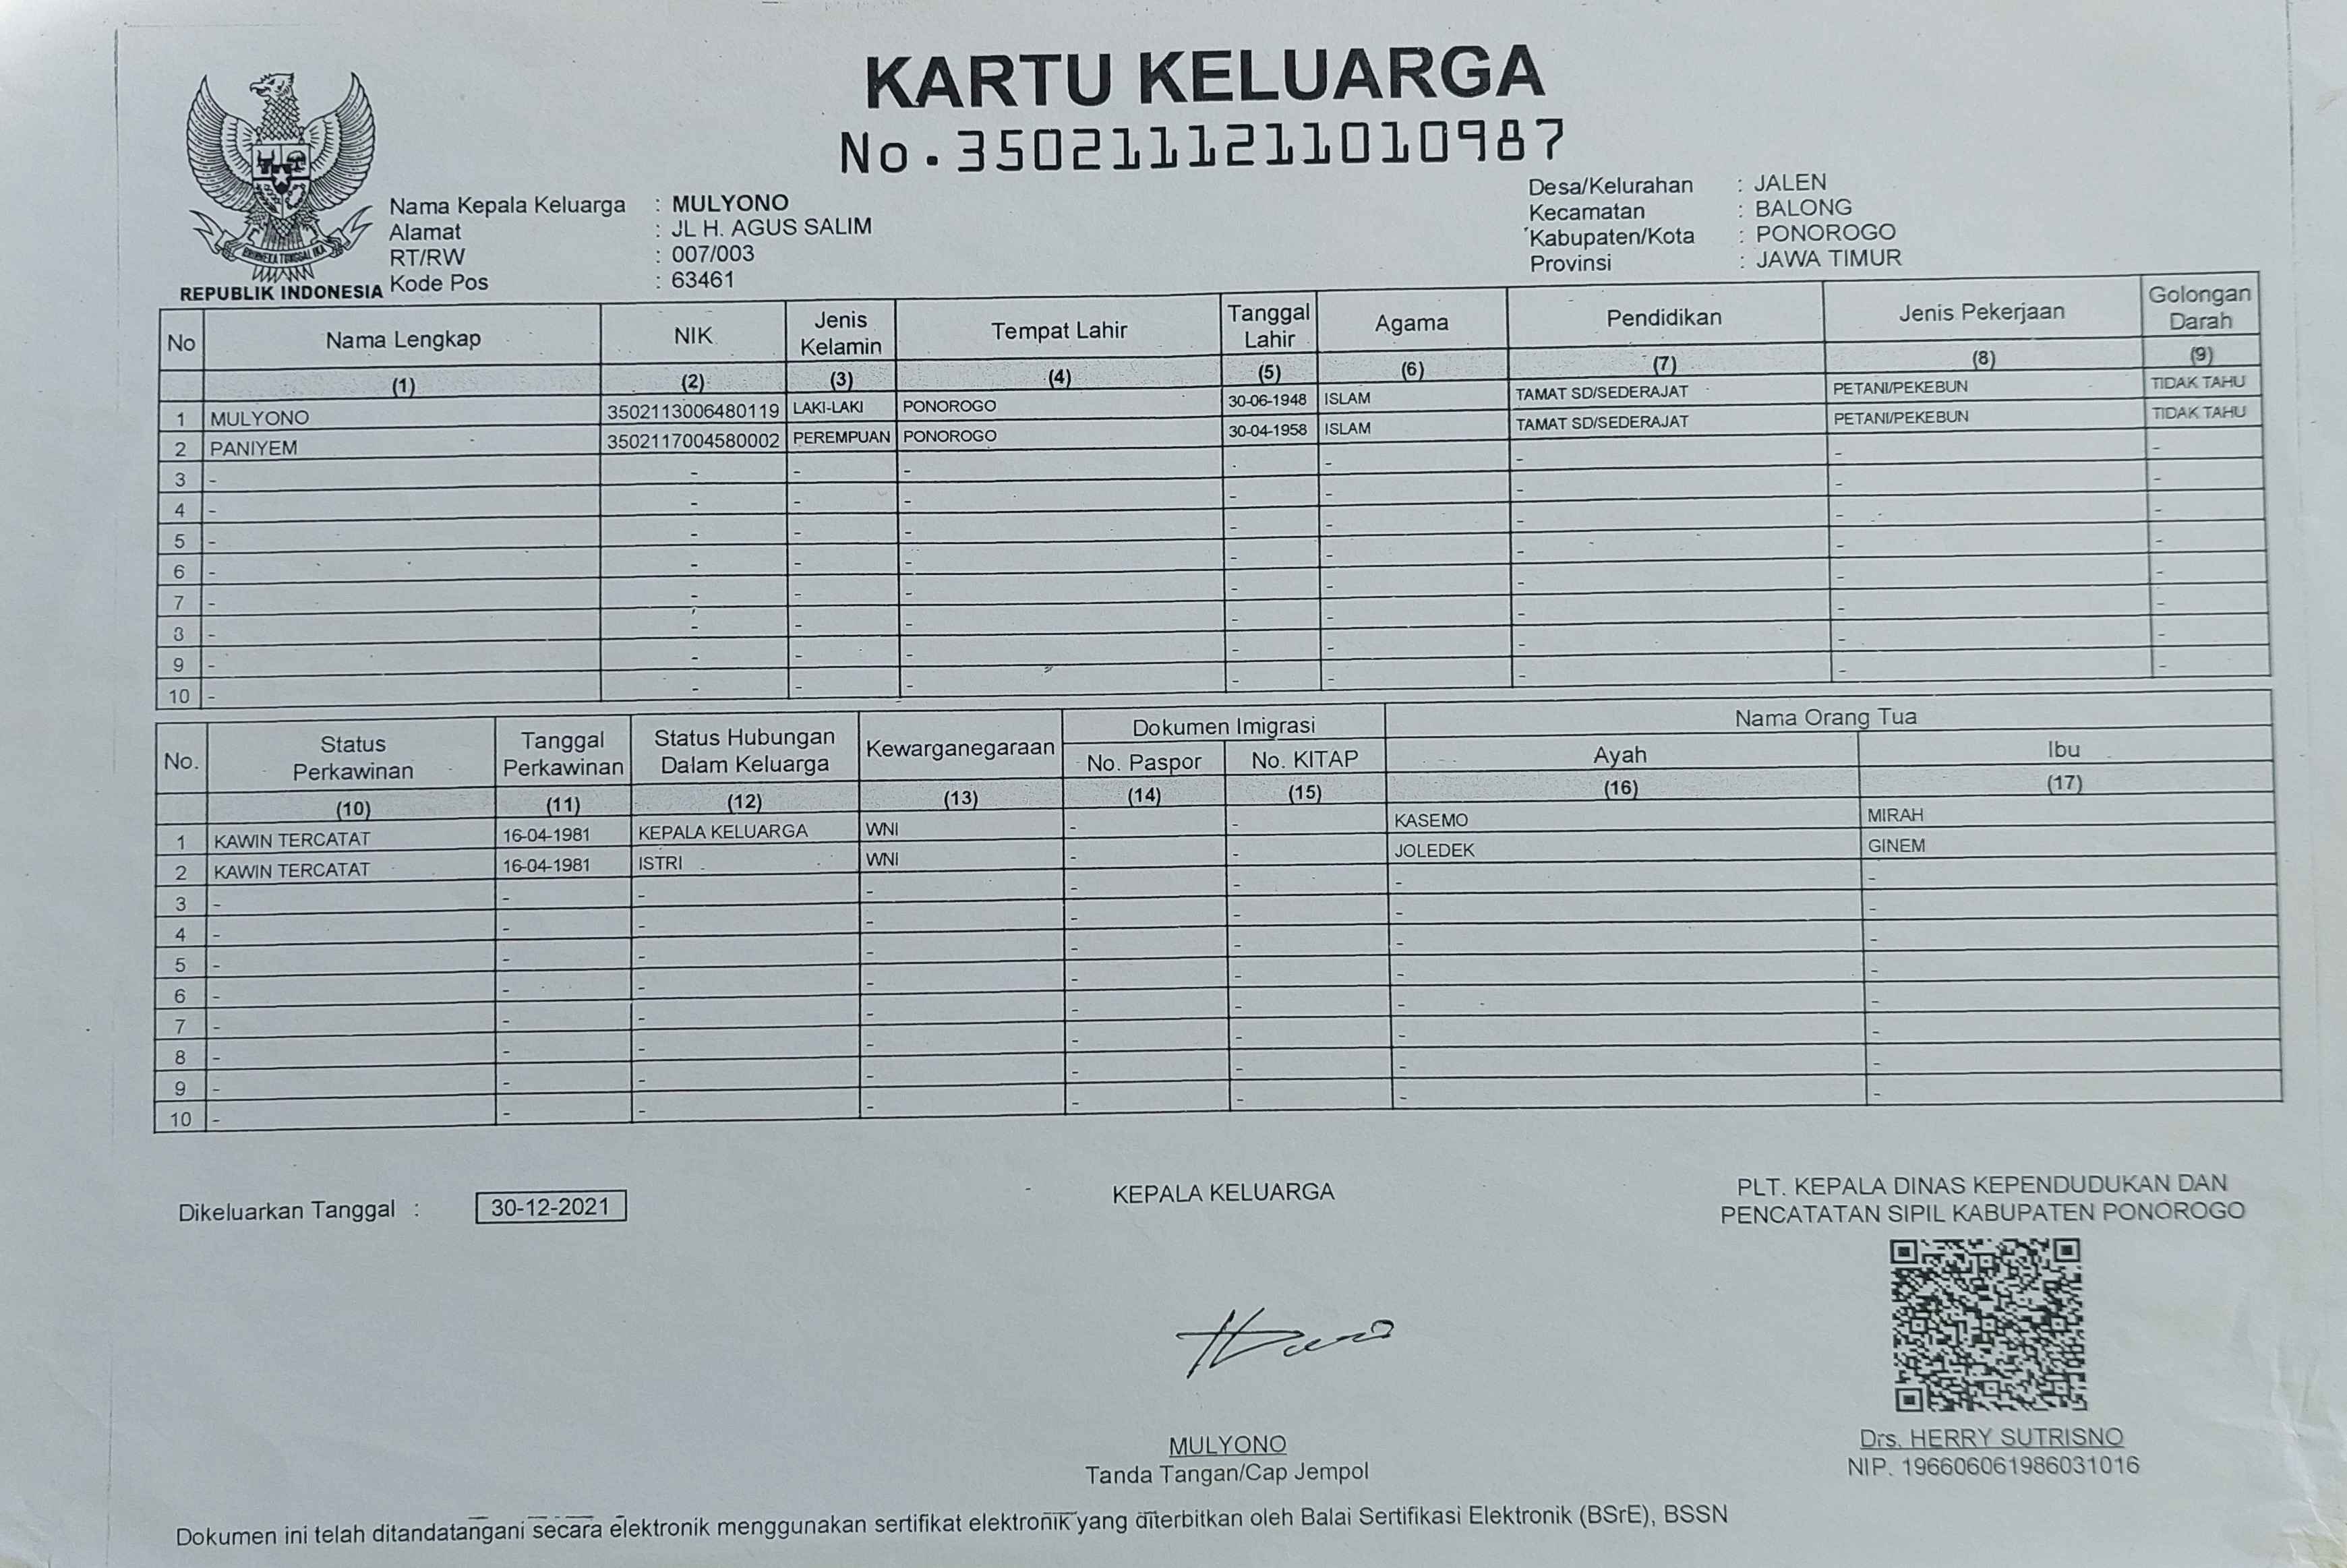 KARTU KELUARGA
No. 3502111211010987
REPUBLIK INDONESIA
Nama Kepala Keluarga : MULYONO
Alamat : JL H. AGUS SALIM
RT/RW : 007/003
Kode Pos : 63461
Desa/Kelurahan : JALEN
Kecamatan : BALONG
Kabupaten/Kota : PONOROGO
Provinsi : JAWA TIMUR
No Nama Lengkap NIK Jenis Kelamin Tempat Lahir Tanggal Lahir Agama Pendidikan Jenis Pekerjaan Golongan Darah
(1) (2) (3) (4) (5) (6) (7) (8) (9)
1 MULYONO 3502113006480119 LAKI-LAKI PONOROGO 30-06-1948 ISLAM TAMAT SD/SEDERAJAT PETANI/PEKEBUN TIDAK TAHU
2 PANIYEM 3502117004580002 PEREMPUAN PONOROGO 30-04-1958 ISLAM TAMAT SD/SEDERAJAT PETANI/PEKEBUN TIDAK TAHU
3 - - - - - - - - -
4 - - - - - - - - -
5 - - - - - - - - -
6 - - - - - - - - -
7 - - - - - - - - -
8 - - - - - - - - -
9 - - - - - - - - -
10 - - - - - - - - -
No. Status Perkawinan Tanggal Perkawinan Status Hubungan Dalam Keluarga Kewarganegaraan Dokumen Imigrasi Nama Orang Tua
No. Paspor No. KITAP Ayah Ibu
(10) (11) (12) (13) (14) (15) (16) (17)
1 KAWIN TERCATAT 16-04-1981 KEPALA KELUARGA WNI - - KASEMO MIRAH
2 KAWIN TERCATAT 16-04-1981 ISTRI WNI - - JOLEDEK GINEM
3 - - - - - - - -
4 - - - - - - - -
5 - - - - - - - -
6 - - - - - - - -
7 - - - - - - - -
8 - - - - - - - -
9 - - - - - - - -
10 - - - - - - - -
Dikeluarkan Tanggal : 30-12-2021
KEPALA KELUARGA
MULYONO
Tanda Tangan/Cap Jempol
PLT. KEPALA DINAS KEPENDUDUKAN DAN
PENCATATAN SIPIL KABUPATEN PONOROGO
Drs. HERRY SUTRISNO
NIP. 196606061986031016
Dokumen ini telah ditandatangani secara elektronik menggunakan sertifikat elektronik yang diterbitkan oleh Balai Sertifikasi Elektronik (BSrE), BSSN